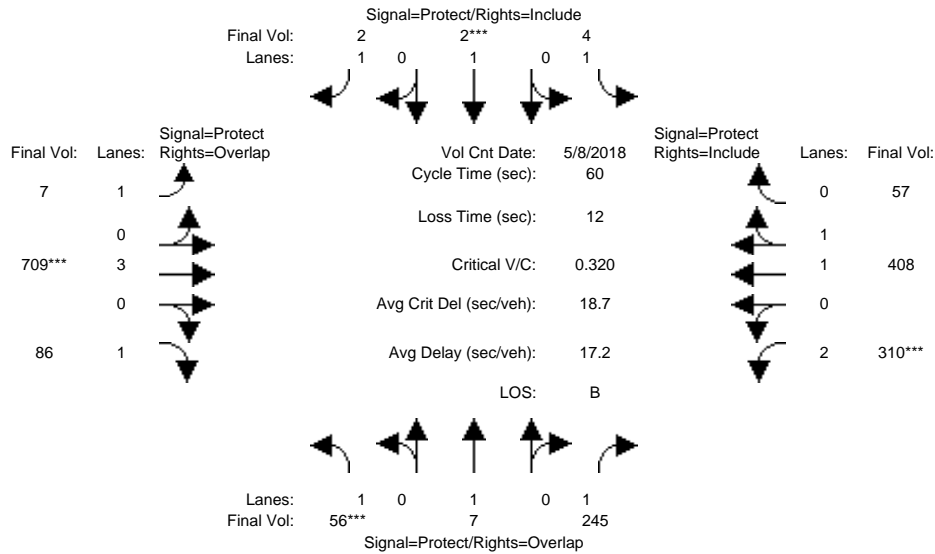 Signal=Protect/Rights=Include
Final Vol: 2 2*** 4
Lanes: 1 0 1 0 1
Signal=Protect
Final Vol: Lanes: Rights=Overlap
Vol Cnt Date: 5/8/2018
Signal=Protect
Rights=Include Lanes: Final Vol:
Cycle Time (sec): 60
7 1
0 57
Loss Time (sec): 12
0
1
709*** 3
Critical V/C: 0.320
1 408
0
Avg Crit Del (sec/veh): 18.7
0
86 1
Avg Delay (sec/veh): 17.2
2 310***
LOS: B
Lanes: 1 0 1 0 1
Final Vol: 56*** 7 245
Signal=Protect/Rights=Overlap